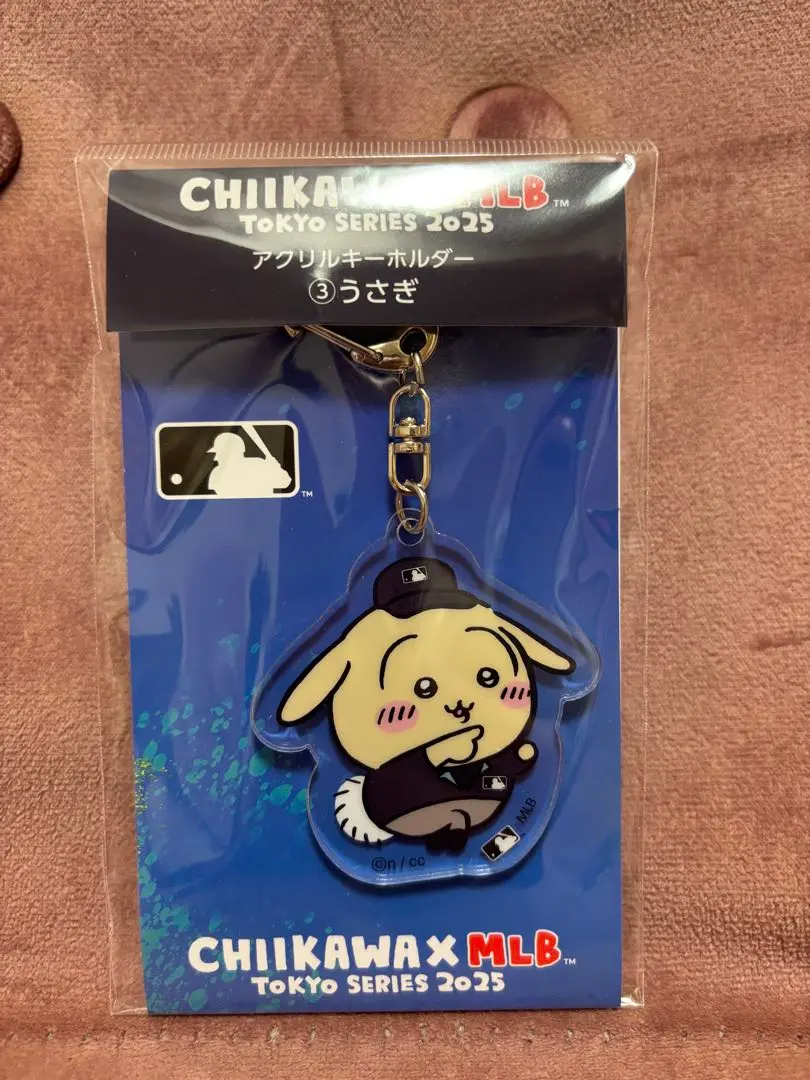 CHIIKAWA MLB™
TOKYO SERIES 2025
アクリルキーホルダー
③うさぎ
™
MLB
©n / cc
CHIIKAWA X MLB™
TOKYO SERIES 2025